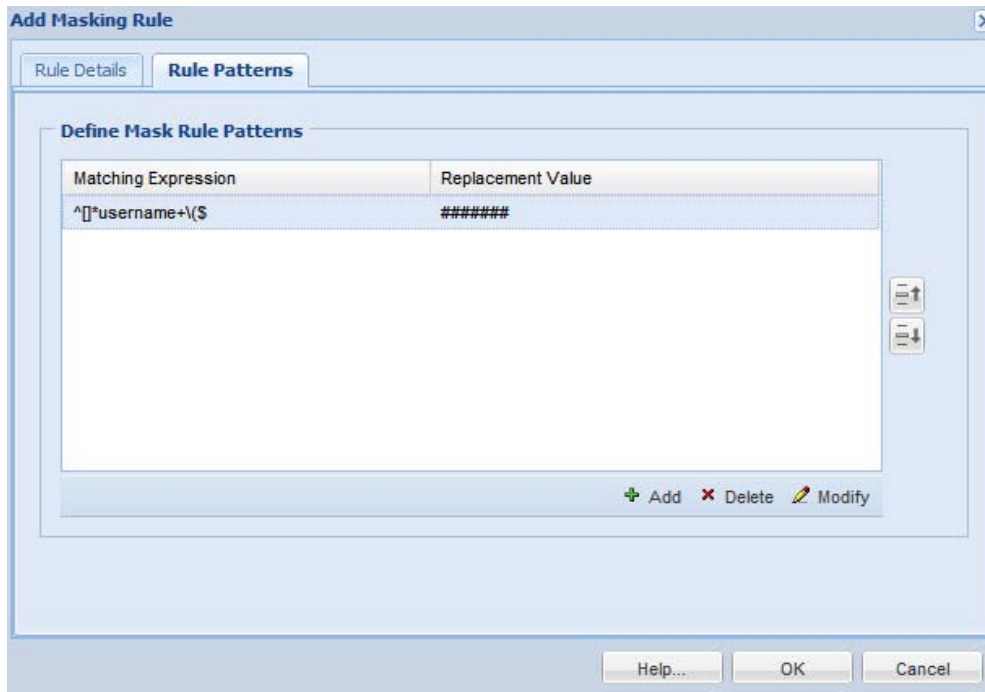 Add Masking Rule
Rule Details Rule Patterns
Define Mask Rule Patterns
Matching Expression Replacement Value
^[]*username+\($ #######
Add Delete Modify
Help... OK Cancel